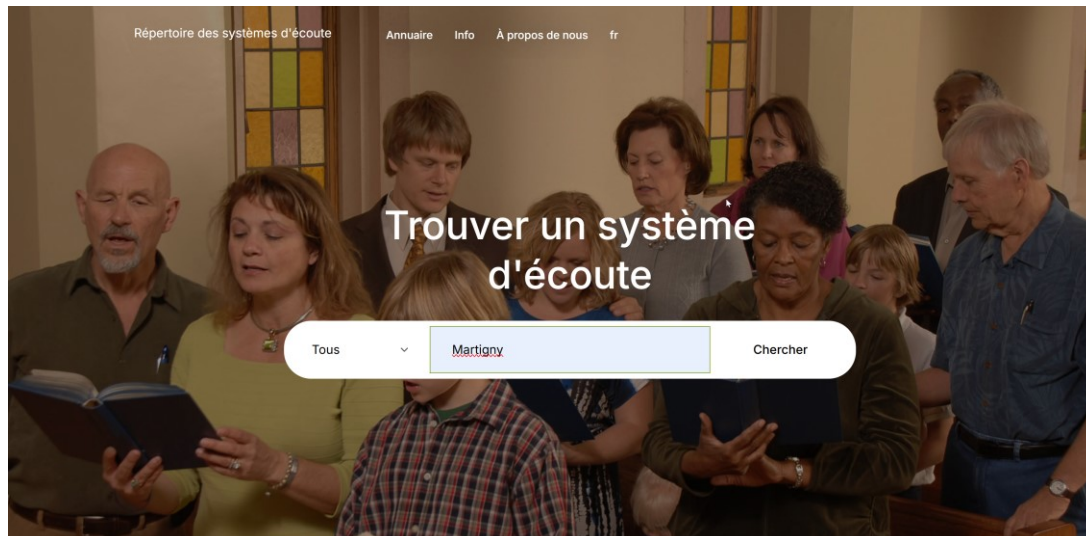 Répertoire des systèmes d'écoute
Annuaire Info À propos de nous fr
Trouver un système
d'écoute
Tous Martigny Chercher